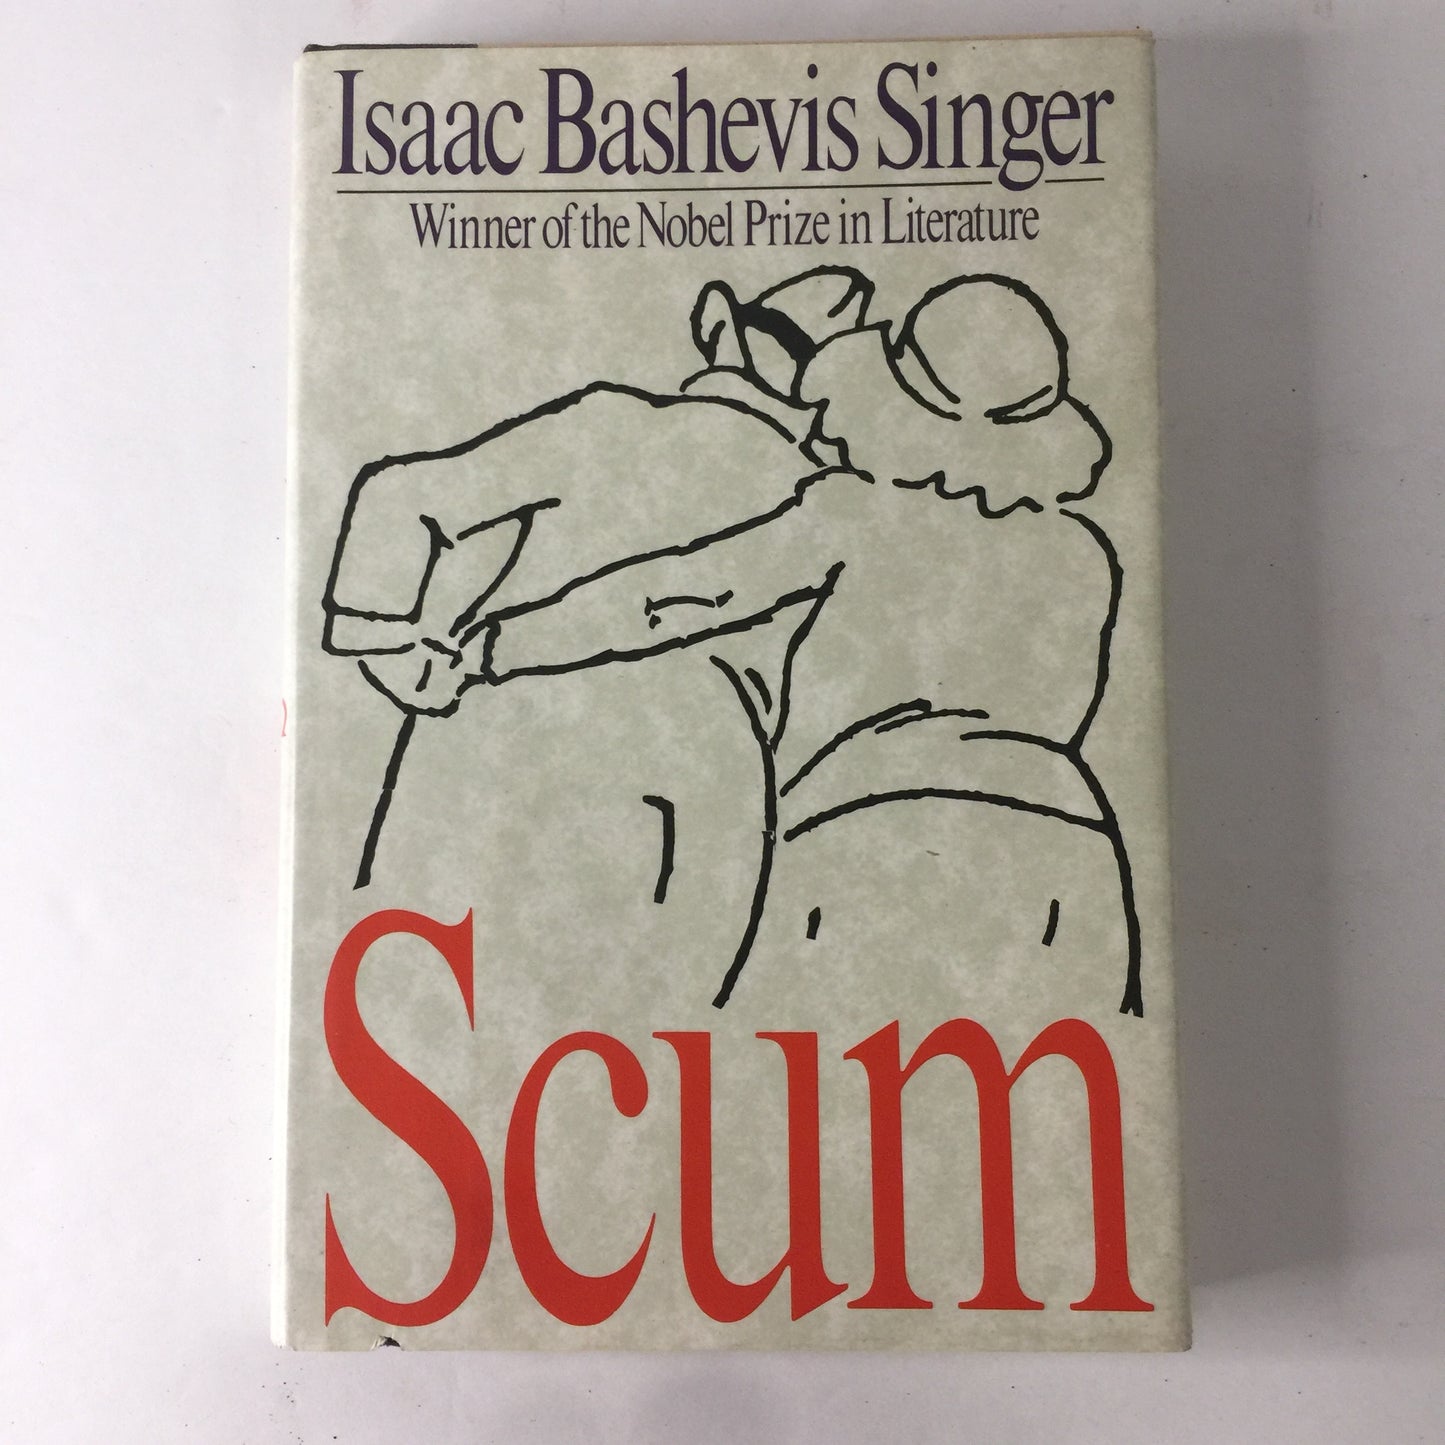 Isaac Bashevis Singer
Winner of the Nobel Prize in Literature
Scum